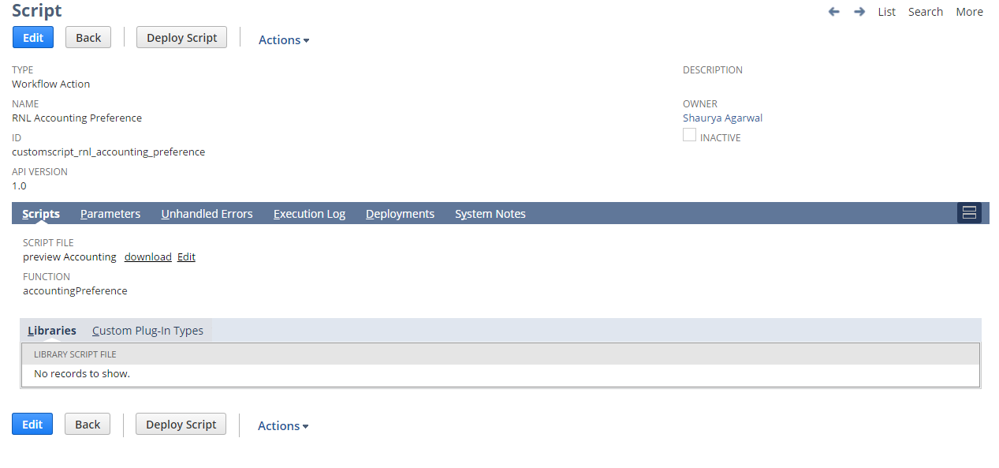 Script
List Search More
Edit Back Deploy Script Actions
TYPE
Workflow Action
NAME
RNL Accounting Preference
ID
customscript_rnl_accounting_preference
API VERSION
1.0
DESCRIPTION
OWNER
Shaurya Agarwal
INACTIVE
Scripts Parameters Unhandled Errors Execution Log Deployments System Notes
SCRIPT FILE
preview Accounting download Edit
FUNCTION
accountingPreference
Libraries Custom Plug-In Types
LIBRARY SCRIPT FILE
No records to show.
Edit Back Deploy Script Actions